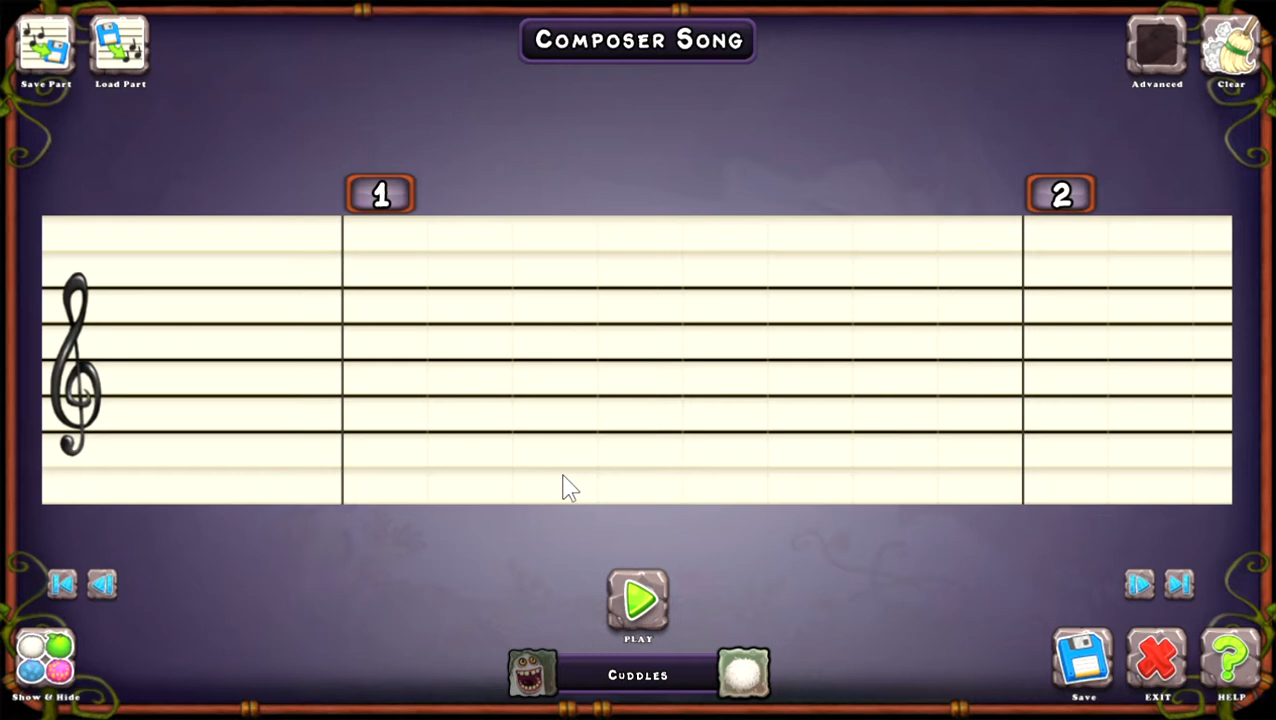 Composer Song
Save Part
Load Part
Advanced
Clear
1
2
PLAY
Cuddles
Show & Hide
Save
EXIT
HELP